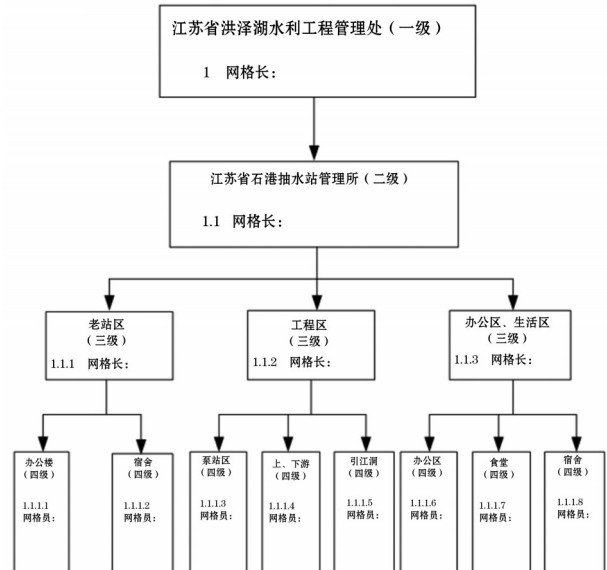 江苏省洪泽湖水利工程管理处（一级）
1 网格长：
江苏省石港抽水站管理所（二级）
1.1 网格长：
老站区
（三级）
1.1.1 网格长：
工程区
（三级）
1.1.2 网格长：
办公区、生活区
（三级）
1.1.3 网格长：
办公楼
（四级）
1.1.1.1
网格员：
宿舍
（四级）
1.1.1.2
网格员：
泵站区
（四级）
1.1.1.3
网格员：
上、下游
（四级）
1.1.1.4
网格员：
引江洞
（四级）
1.1.1.5
网格员：
办公区
（四级）
1.1.1.6
网格员：
食堂
（四级）
1.1.1.7
网格员：
宿舍
（四级）
1.1.1.8
网格员：